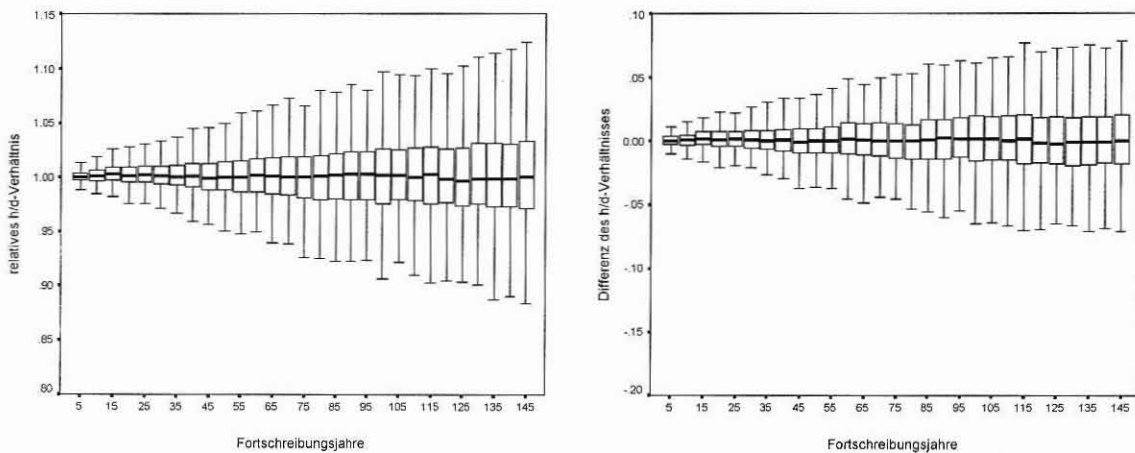 relatives h/d-Verhältnis
1.15
1.10
1.05
1.00
.95
.90
.85
.80
5 15 25 35 45 55 65 75 85 95 105 115 125 135 145
Fortschreibungsjahre
Differenz des h/d-Verhältnisses
.10
.05
0.00
-.05
-.10
-.15
-.20
5 15 25 35 45 55 65 75 85 95 105 115 125 135 145
Fortschreibungsjahre